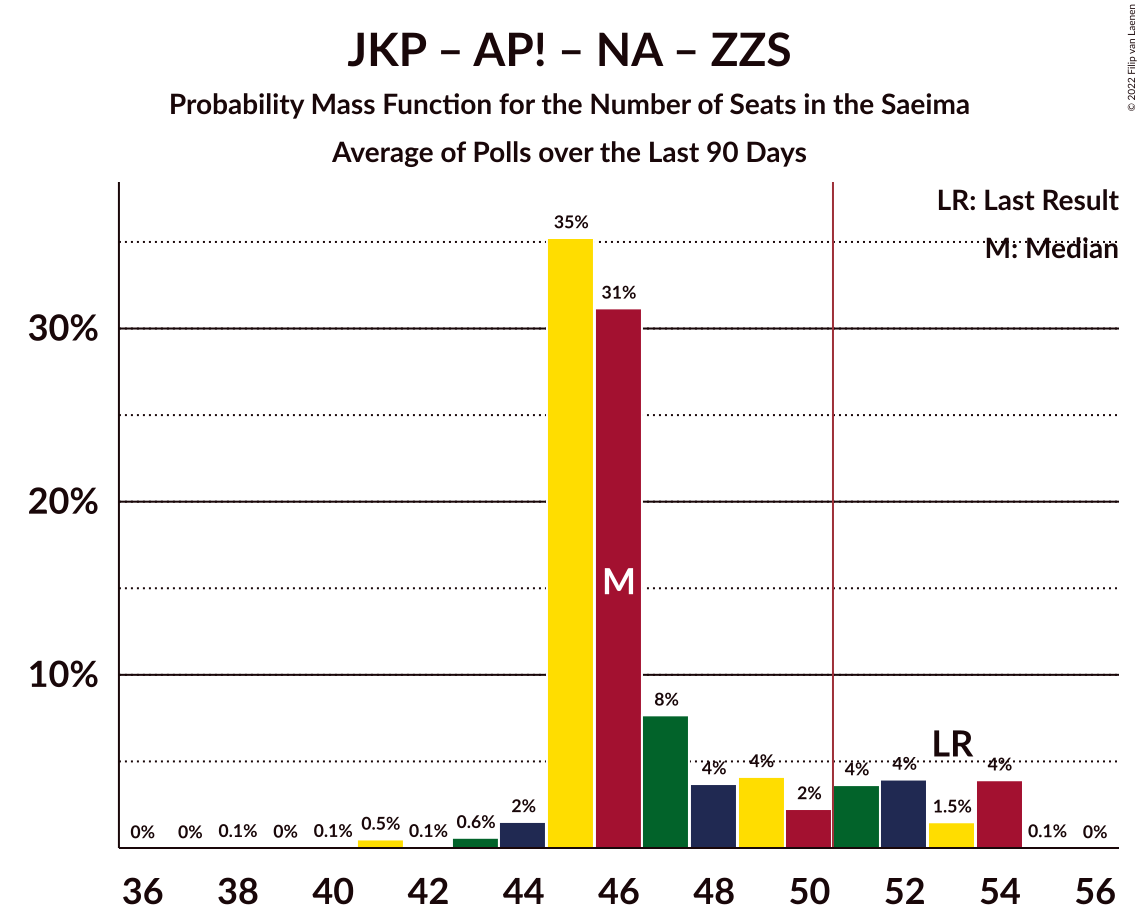 JKP – AP! – NA – ZZS
Probability Mass Function for the Number of Seats in the Saeima
Average of Polls over the Last 90 Days
© 2022 Filip van Laenen
LR: Last Result
M: Median
30%
20%
10%
0%
0%
0.1%
0%
0.1%
0.5%
0.1%
0.6%
2%
35%
31%
8%
4%
4%
2%
4%
4%
1.5%
4%
0.1%
0%
M
LR
36 38 40 42 44 46 48 50 52 54 56